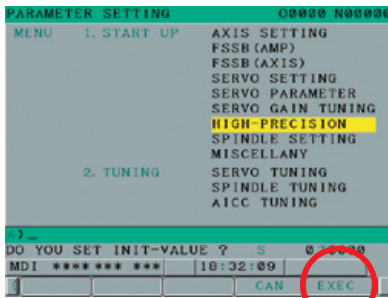 PARAMETER SETTING O0000 N00000
MENU 1. START UP AXIS SETTING
FSSB(AMP)
FSSB(AXIS)
SERVO SETTING
SERVO PARAMETER
SERVO GAIN TUNING
HIGH-PRECISION
SPINDLE SETTING
MISCELLANY
2. TUNING SERVO TUNING
SPINDLE TUNING
AICC TUNING
A)_
DO YOU SET INIT-VALUE ? S
MDI **** *** *** 18:32:09
CAN EXEC